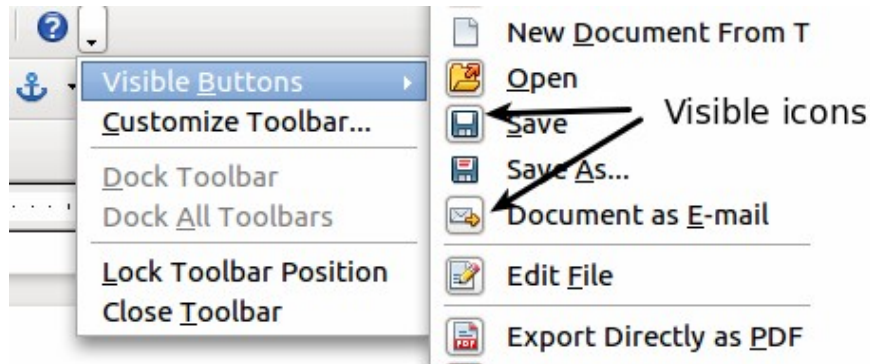 Visible Buttons
Customize Toolbar...
Dock Toolbar
Dock All Toolbars
Lock Toolbar Position
Close Toolbar
New Document From T
Open
Save
Save As...
Document as E-mail
Edit File
Export Directly as PDF
Visible icons